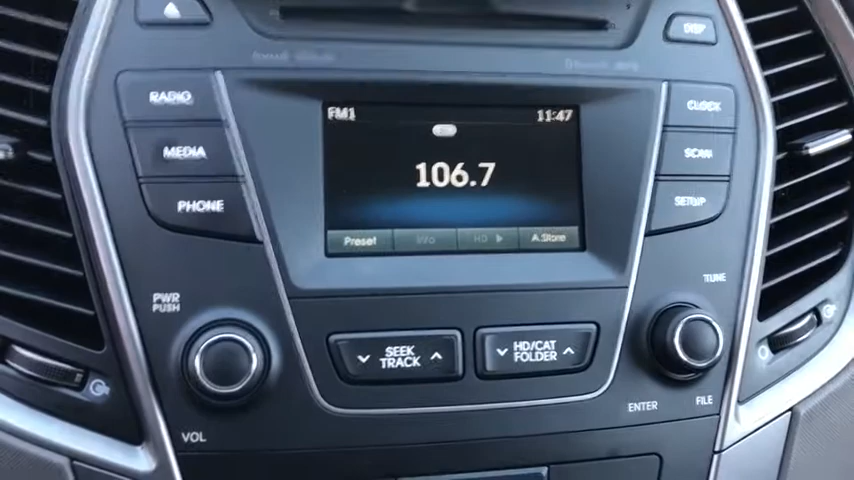 DISP
RADIO
MEDIA
PHONE
FM1
11:47
106.7
Preset
Info
HD
A.Store
CLOCK
SCAN
SETUP
PWR
PUSH
VOL
SEEK
TRACK
HD/CAT
FOLDER
TUNE
ENTER
FILE